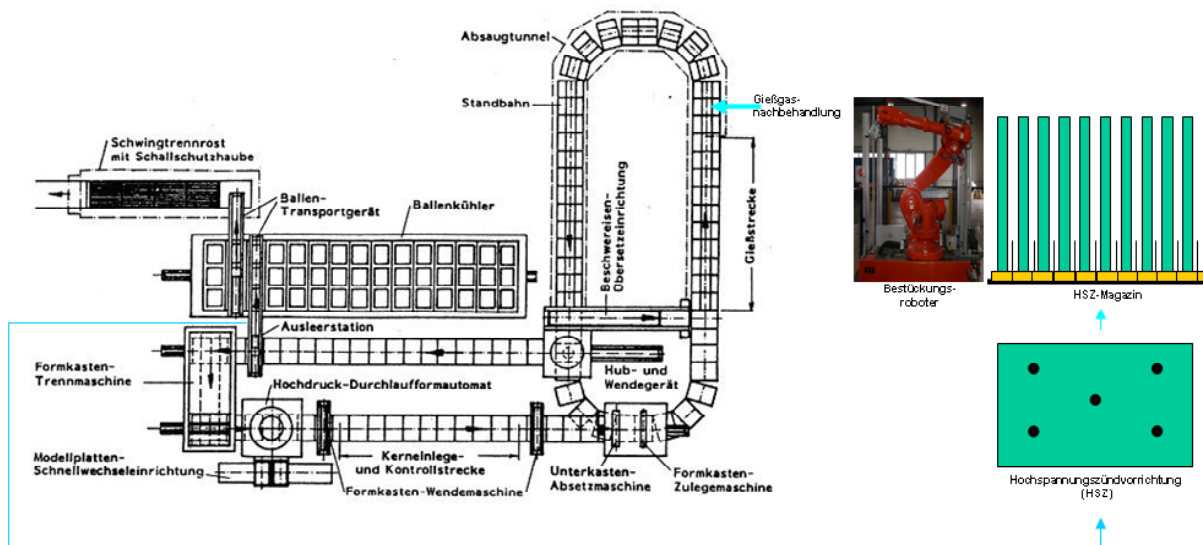 Absaugtunnel
Standbahn
Gießgas-
nachbehandlung
Schwingtrennrost
mit Schallschutzhaube
Ballen-
Transportgerät
Ballenkühler
Beschwereisen-
Obersetzeinrichtung
Gießstrecke
Ausleerstation
Formkasten-
Trennmaschine
Hochdruck-Durchlaufformautomat
Hub- und
Wendegerät
Modellplatten-
Schnellwechseleinrichtung
Kerneinlege-
und Kontrollstrecke
Formkasten-Wendemaschine
Unterkasten-
Absetzmaschine
Formkasten-
Zulegemaschine
ABB
Bestückungs-
roboter
HSZ-Magazin
Hochspannungszündvorrichtung
(HSZ)